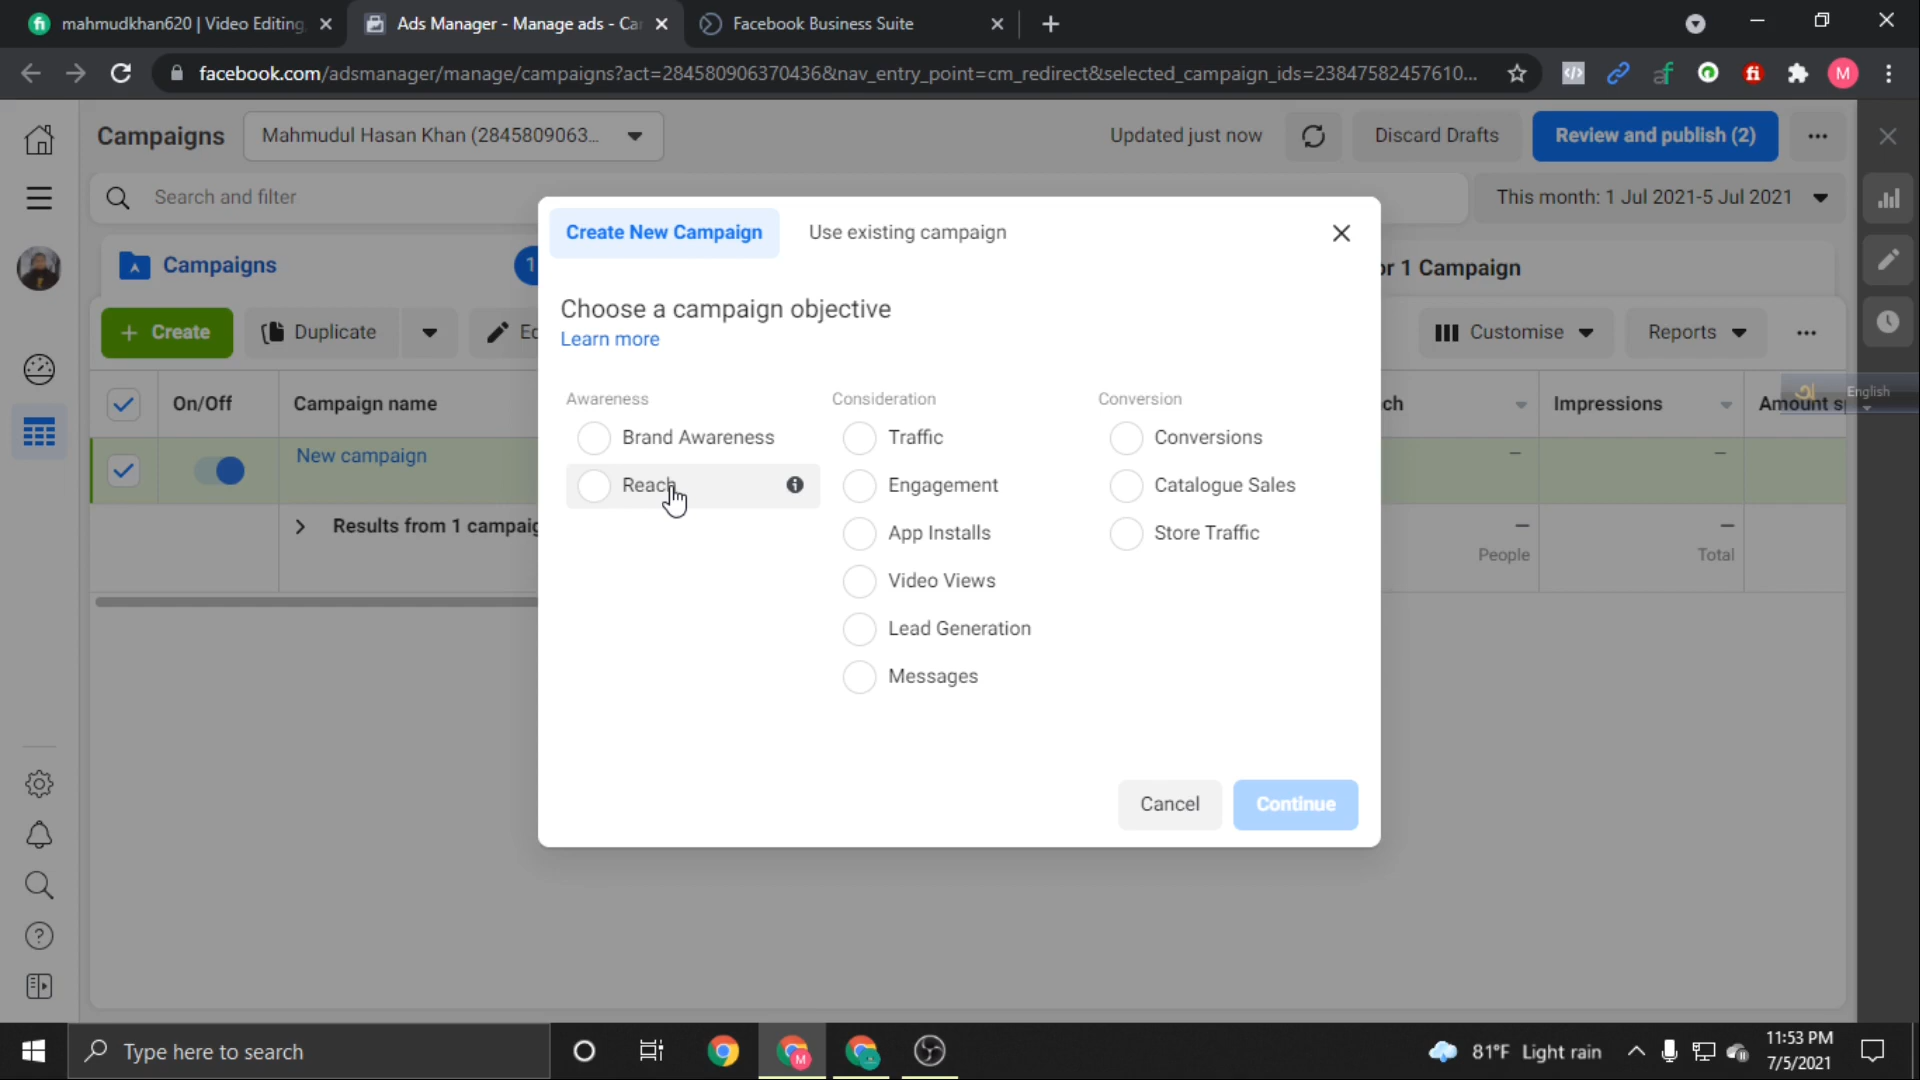 mahmudkhan620 | Video Editing,
Ads Manager - Manage ads - Ca
Facebook Business Suite
facebook.com/adsmanager/manage/campaigns?act=284580906370436&nav_entry_point=cm_redirect&selected_campaign_ids=23847582457610...
M
Campaigns
Mahmudul Hasan Khan (2845809063...
Updated just now
Discard Drafts
Review and publish (2)
Search and filter
This month: 1 Jul 2021-5 Jul 2021
Create New Campaign
Use existing campaign
Campaigns
1
or 1 Campaign
+ Create
Duplicate
Ed
Customise
Reports
Choose a campaign objective
Learn more
On/Off
Campaign name
ch
Impressions
Amount s
English
New campaign
Results from 1 campaig
People
Total
Awareness
Brand Awareness
Reach
Consideration
Traffic
Engagement
App Installs
Video Views
Lead Generation
Messages
Conversion
Conversions
Catalogue Sales
Store Traffic
Cancel
Continue
Type here to search
81°F Light rain
11:53 PM
7/5/2021